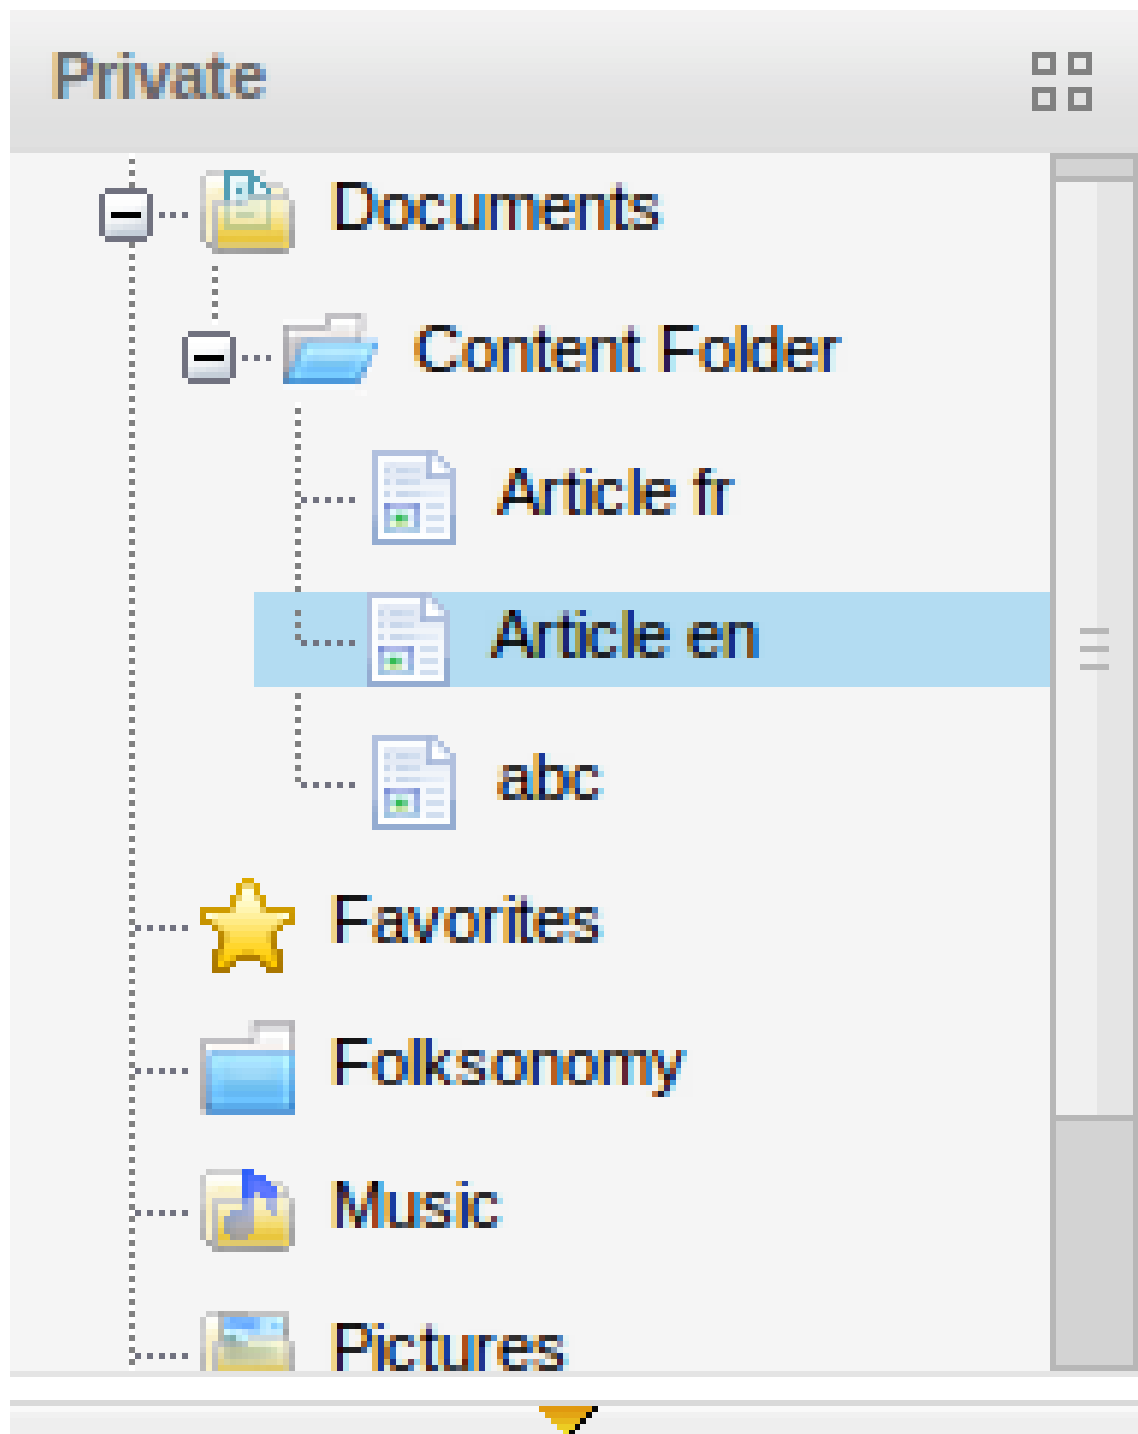 Private
Documents
Content Folder
Article fr
Article en
abc
Favorites
Folksonomy
Music
Pictures